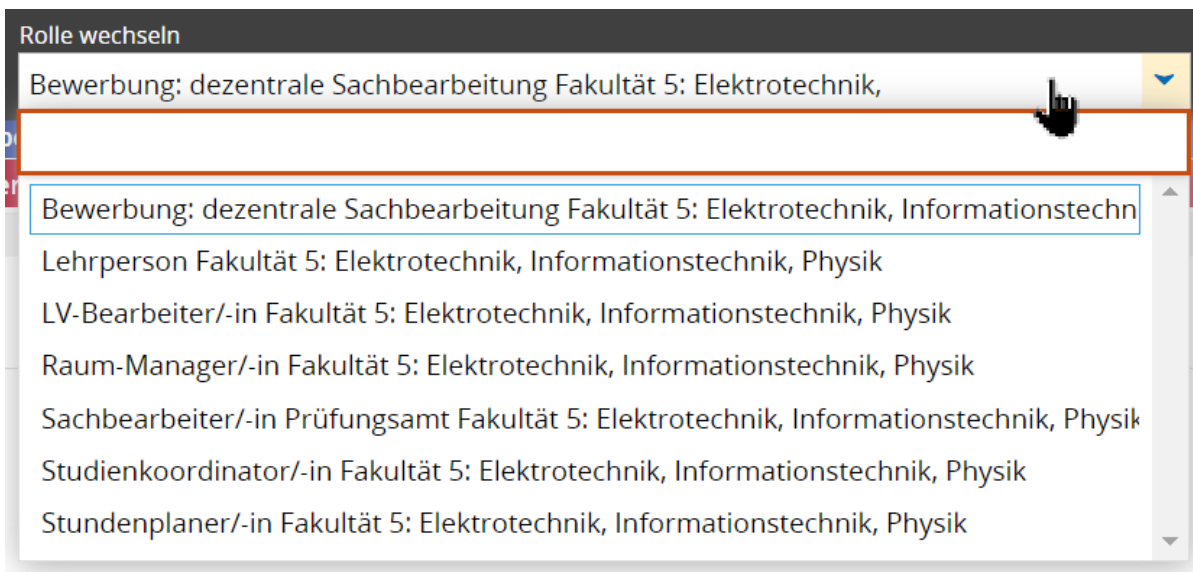 Rolle wechseln
Bewerbung: dezentrale Sachbearbeitung Fakultät 5: Elektrotechnik,
Bewerbung: dezentrale Sachbearbeitung Fakultät 5: Elektrotechnik, Informationstechn
Lehrperson Fakultät 5: Elektrotechnik, Informationstechnik, Physik
LV-Bearbeiter/-in Fakultät 5: Elektrotechnik, Informationstechnik, Physik
Raum-Manager/-in Fakultät 5: Elektrotechnik, Informationstechnik, Physik
Sachbearbeiter/-in Prüfungsamt Fakultät 5: Elektrotechnik, Informationstechnik, Physik
Studienkoordinator/-in Fakultät 5: Elektrotechnik, Informationstechnik, Physik
Stundenplaner/-in Fakultät 5: Elektrotechnik, Informationstechnik, Physik